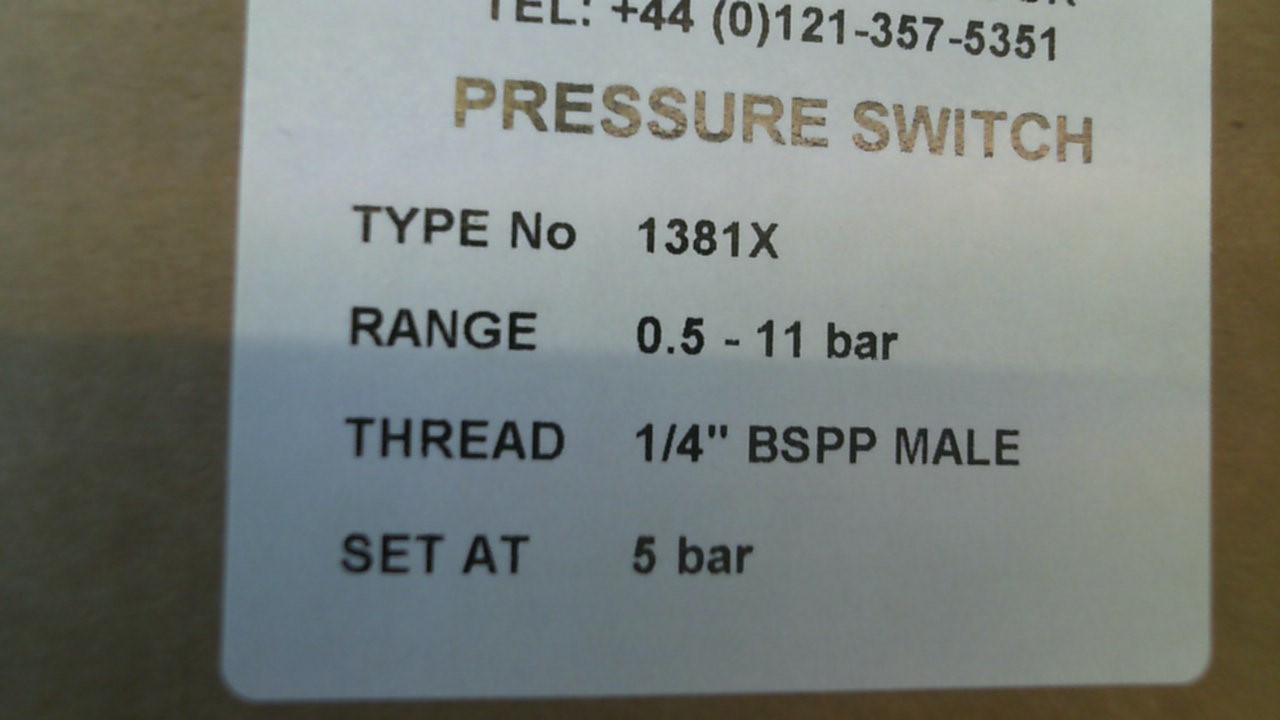 TEL: +44 (0)121-357-5351
PRESSURE SWITCH
TYPE No 1381X
RANGE 0.5 - 11 bar
THREAD 1/4" BSPP MALE
SET AT 5 bar